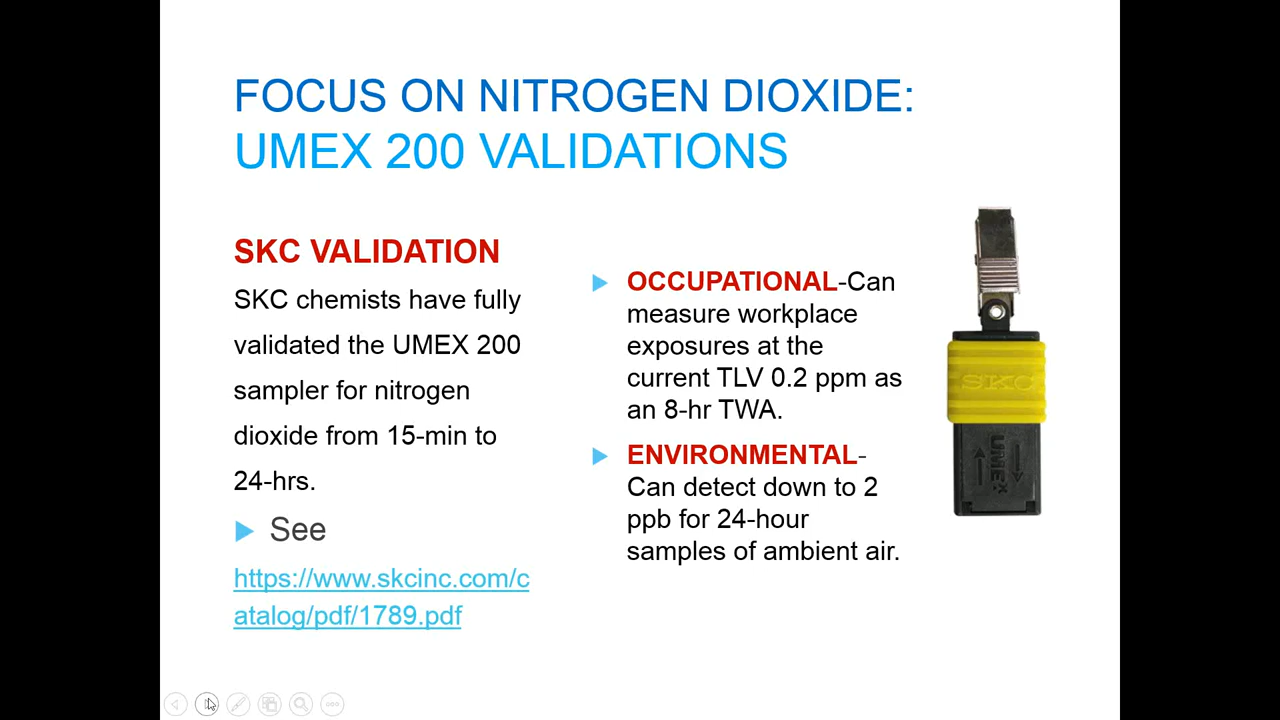 FOCUS ON NITROGEN DIOXIDE:
UMEX 200 VALIDATIONS
SKC VALIDATION
SKC chemists have fully
validated the UMEX 200
sampler for nitrogen
dioxide from 15-min to
24-hrs.
See
https://www.skcinc.com/c
atalog/pdf/1789.pdf
OCCUPATIONAL-Can
measure workplace
exposures at the
current TLV 0.2 ppm as
an 8-hr TWA.
ENVIRONMENTAL-
Can detect down to 2
ppb for 24-hour
samples of ambient air.
SKC
UMEx